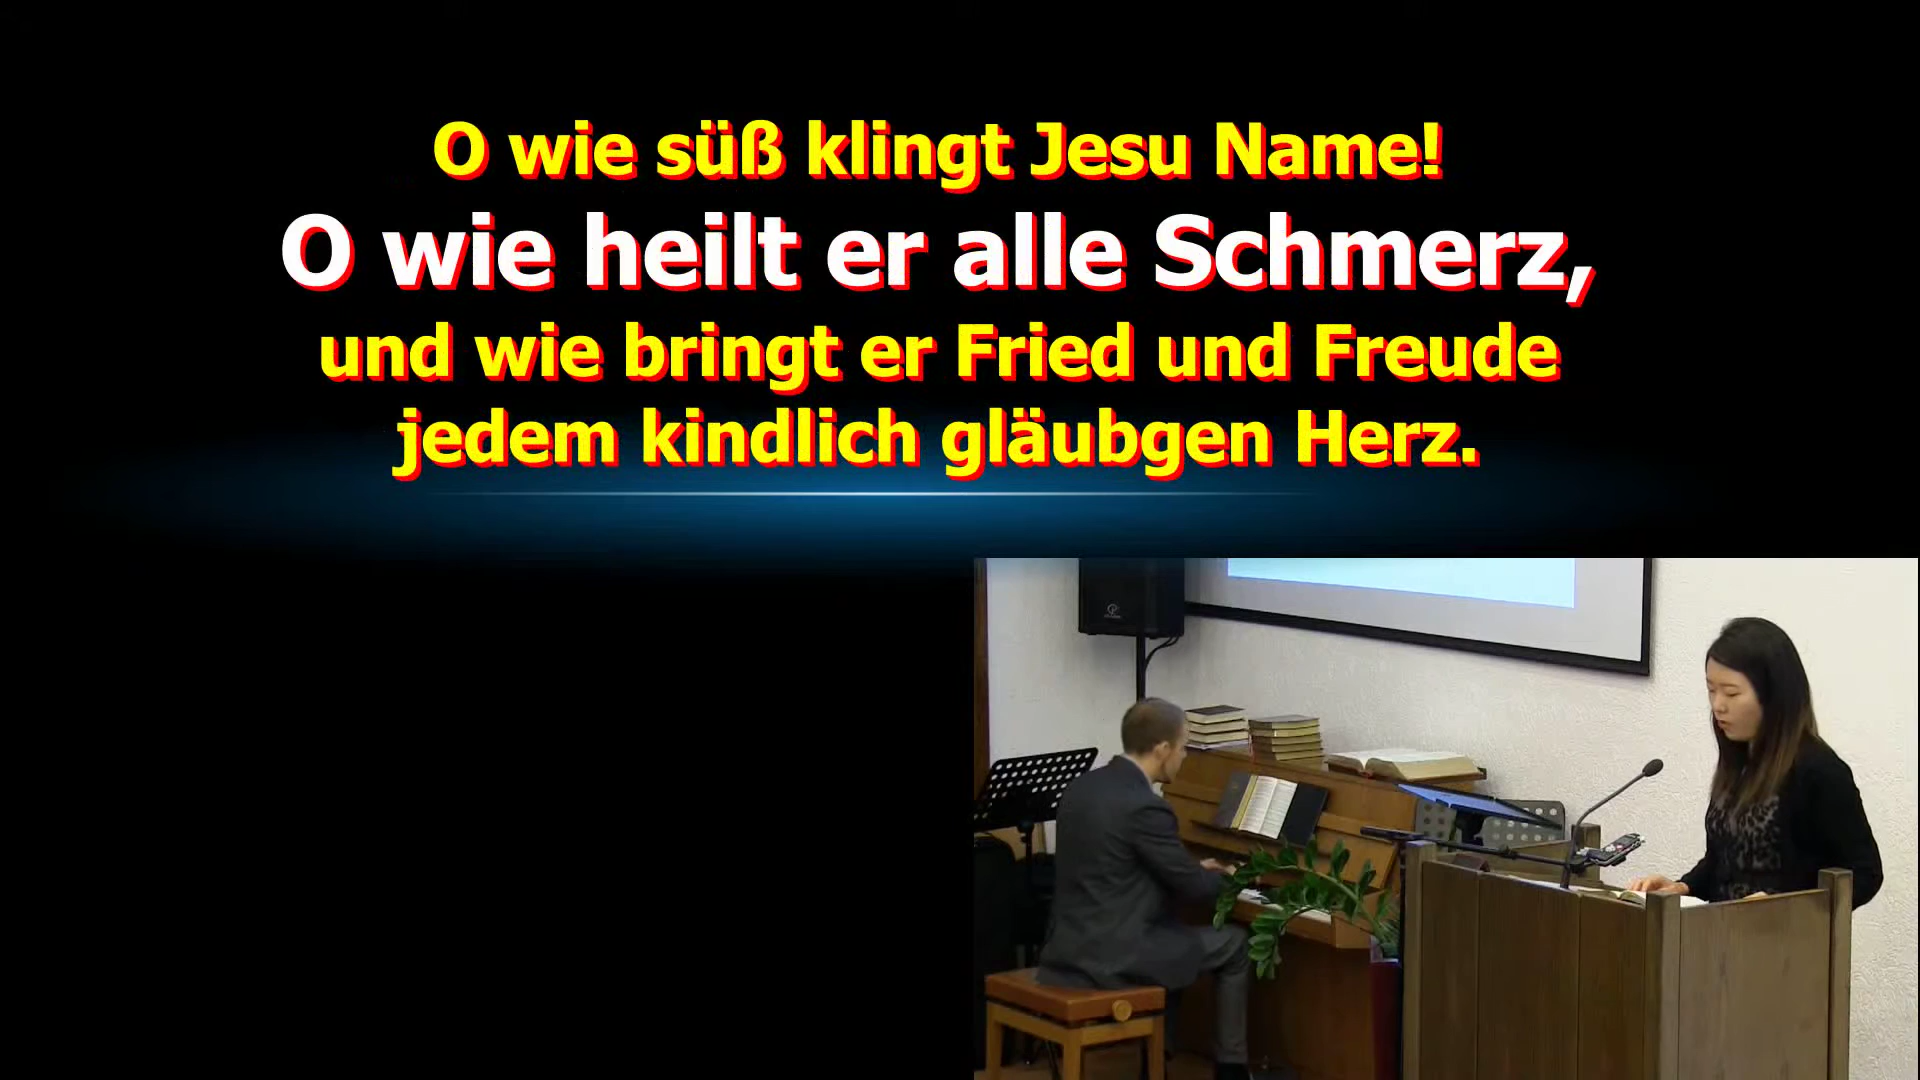 O wie süß klingt Jesu Name!
O wie heilt er alle Schmerz,
und wie bringt er Fried und Freude
jedem kindlich gläubgen Herz.